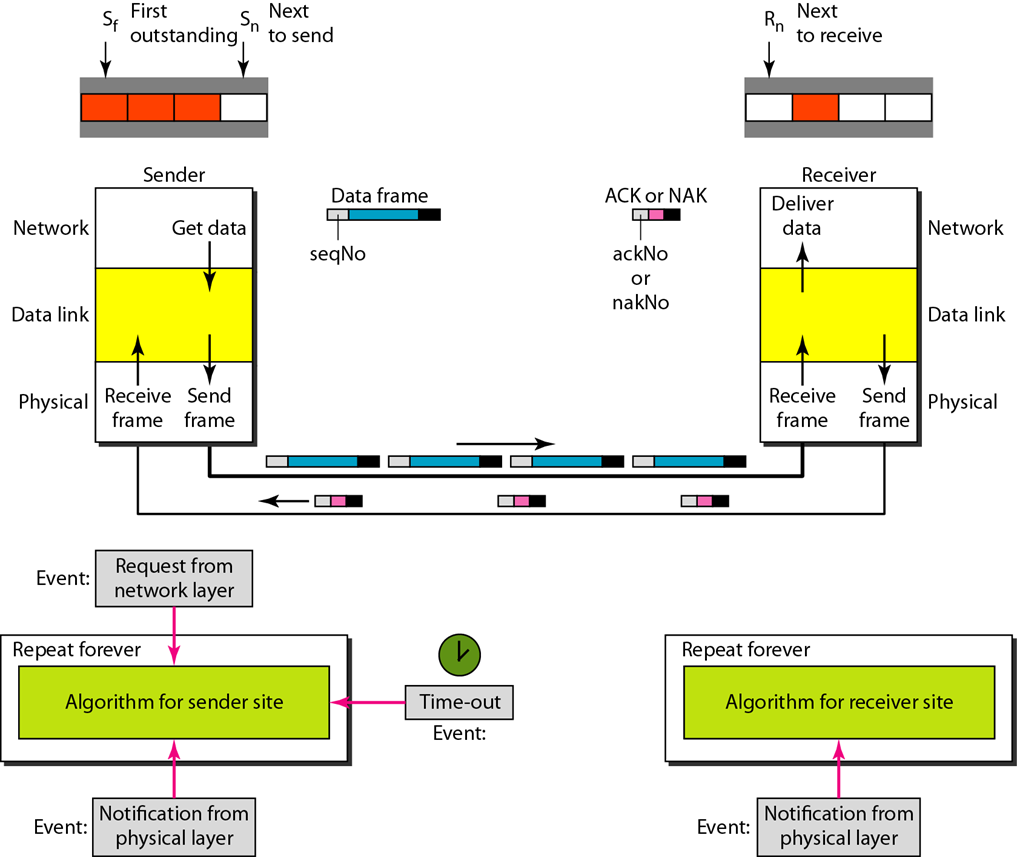 Sf First outstanding
Sn Next to send
Rn Next to receive
Sender
Data frame
seqNo
ACK or NAK
ackNo
or
nakNo
Receiver
Network
Get data
Deliver
data
Network
Data link
Data link
Physical
Receive
frame
Send
frame
Receive
frame
Send
frame
Physical
Event:
Request from
network layer
Repeat forever
Algorithm for sender site
Time-out
Event:
Event:
Notification from
physical layer
Repeat forever
Algorithm for receiver site
Event:
Notification from
physical layer